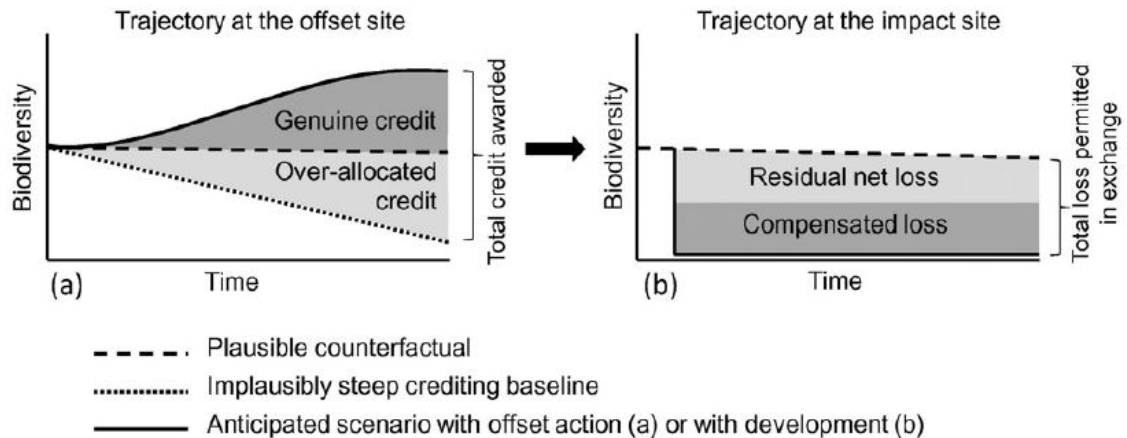 Trajectory at the offset site
Biodiversity
Genuine credit
Over-allocated
credit
Total credit awarded
Time
(a)
Trajectory at the impact site
Biodiversity
Residual net loss
Compensated loss
Total loss permitted
in exchange
Time
(b)
Plausible counterfactual
Implausibly steep crediting baseline
Anticipated scenario with offset action (a) or with development (b)